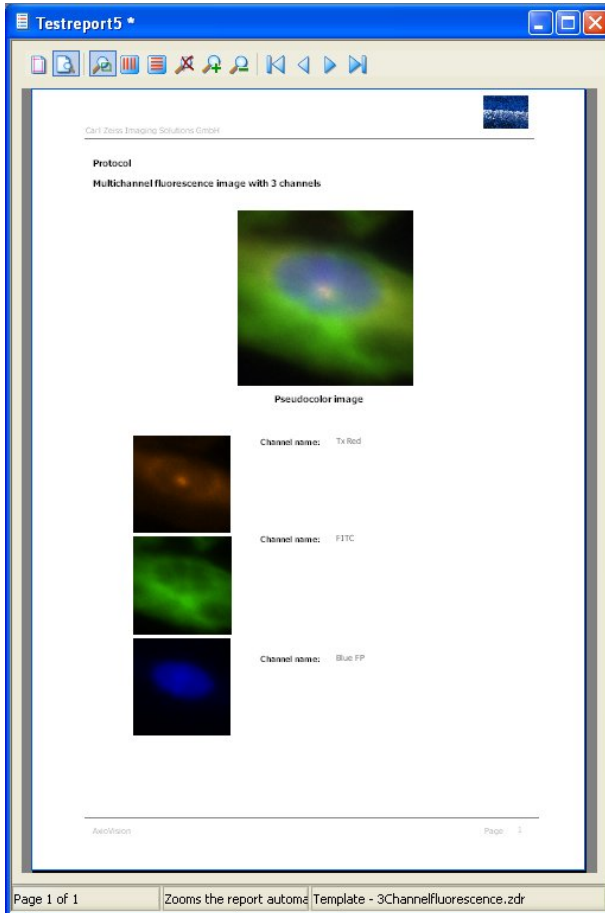 Testreport5 *
Carl Zeiss Imaging Solutions GmbH
Protocol
Multichannel fluorescence image with 3 channels
Pseudocolor image
Channel name: Tx Red
Channel name: FITC
Channel name: Blue FP
AxioVision Page 1
Page 1 of 1 Zooms the report automa Template - 3Channelfluorescence.zdr